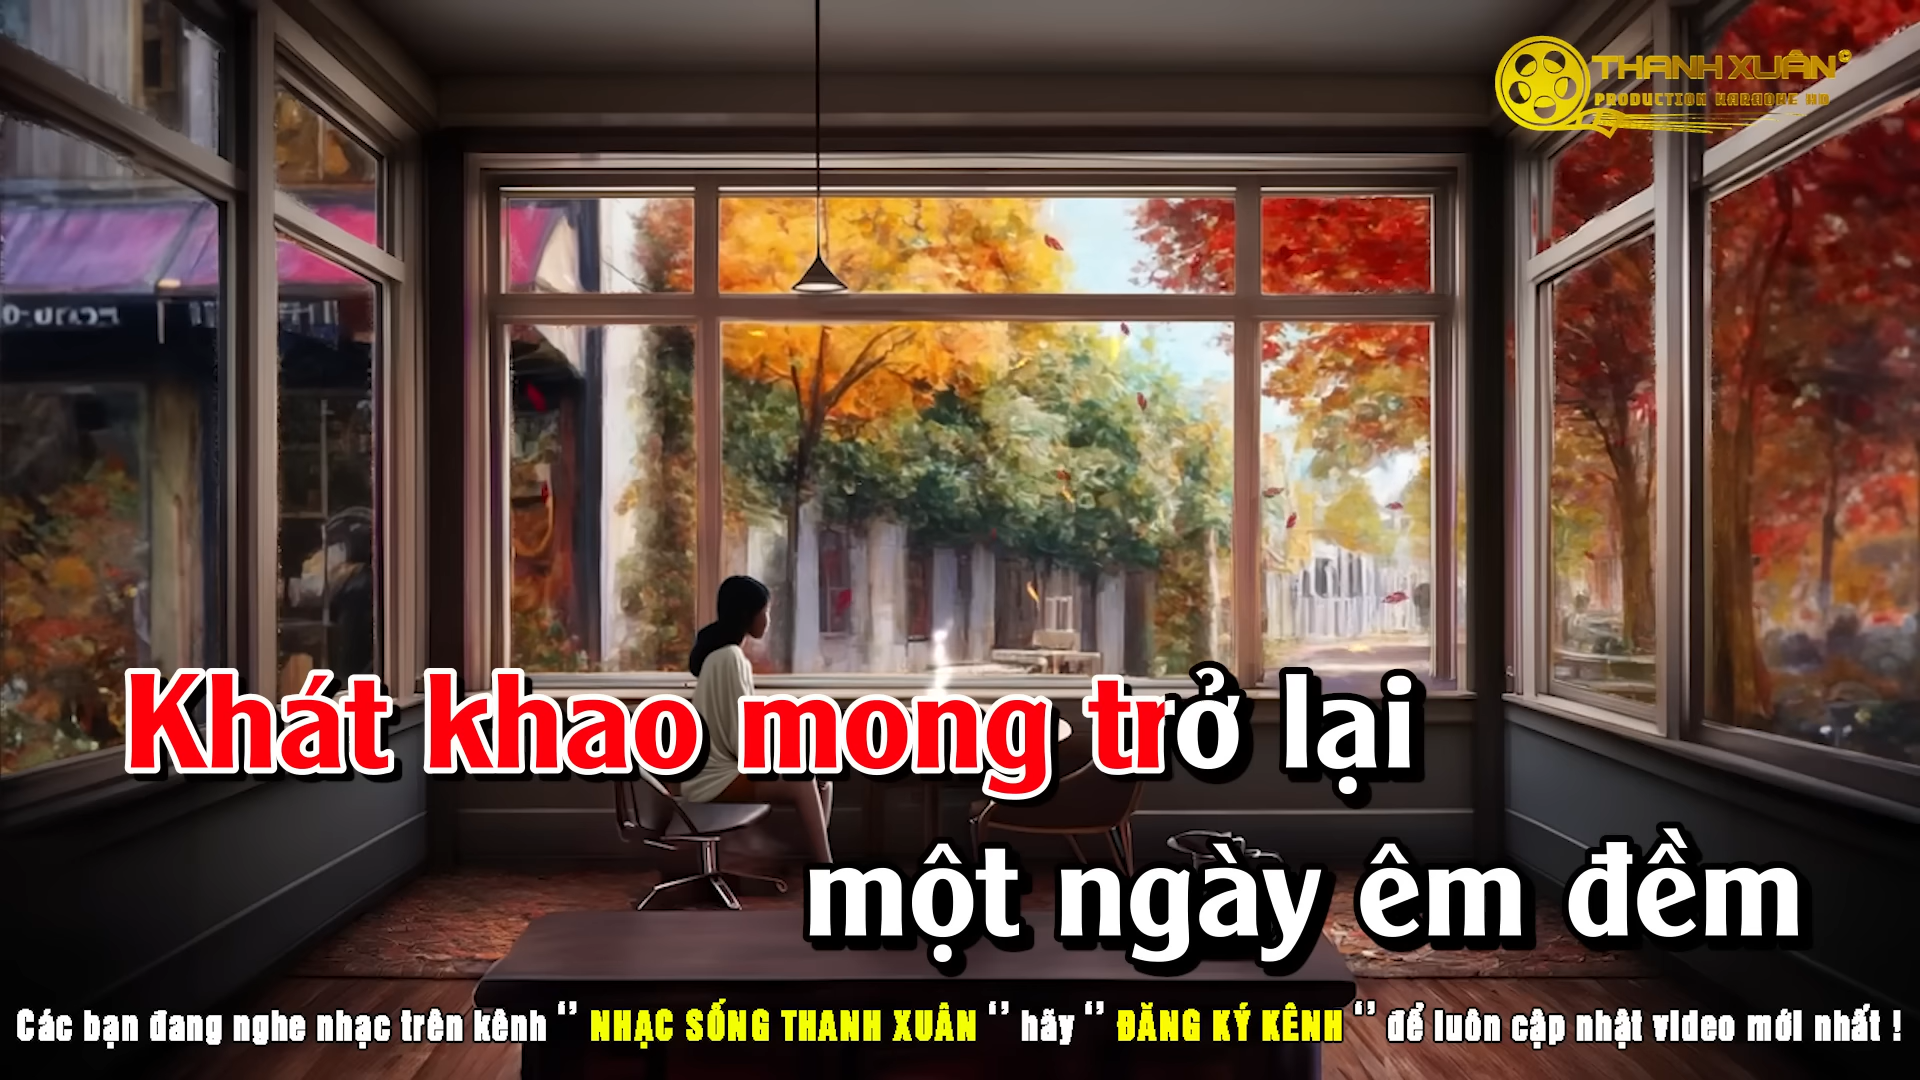 THANH XUÂN©
PRODUCTION KARAOKE HD
Khát khao mong trở lại
một ngày êm đềm
Các bạn đang nghe nhạc trên kênh '' NHẠC SỐNG THANH XUÂN '' hãy '' ĐĂNG KÝ KÊNH '' để luôn cập nhật video mới nhất !